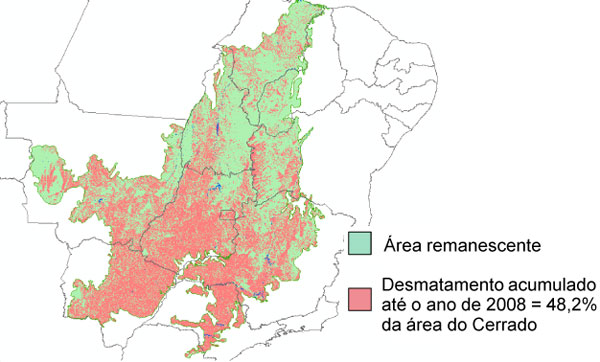 Área remanescente
Desmatamento acumulado
até o ano de 2008 = 48,2%
da área do Cerrado